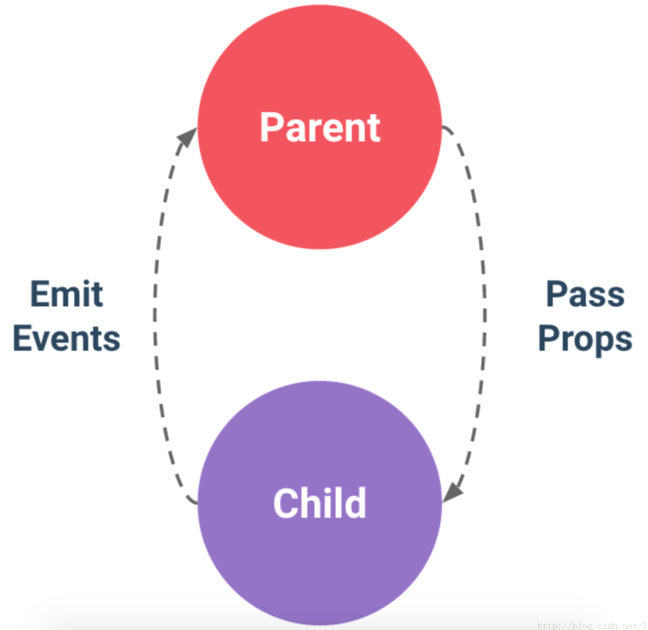 Parent
Emit
Events
Pass
Props
Child
http://blog.csdn.net/l